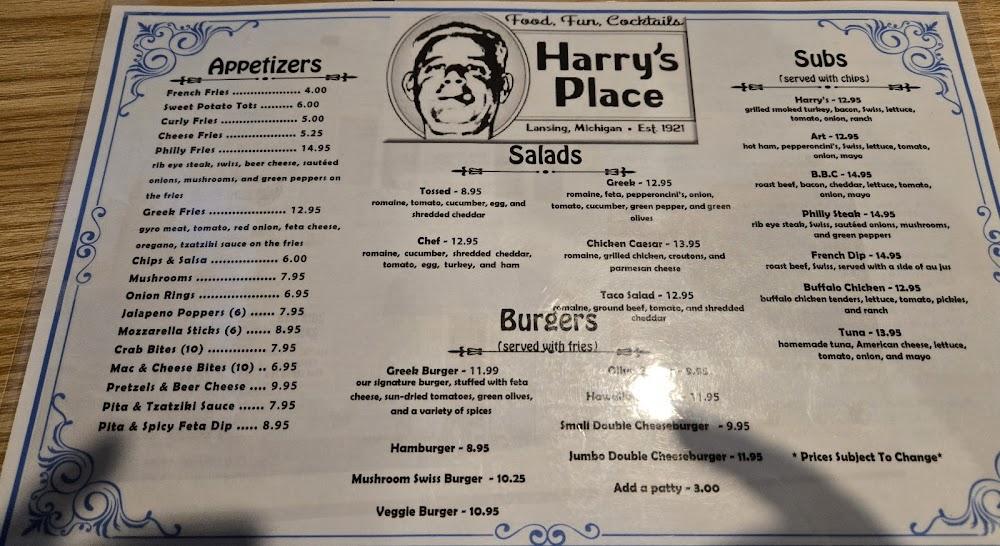 Food, Fun, Cocktails
Harry's
Place
Lansing, Michigan • Est. 1921
Appetizers
French Fries .................. 4.00
Sweet Potato Tots ......... 6.00
Curly Fries ..................... 5.00
Cheese Fries ................... 5.25
Philly Fries .................... 14.95
rib eye steak, swiss, beer cheese, sautéed
onions, mushrooms, and green peppers on
the fries
Greek Fries ...................... 12.95
gyro meat, tomato, red onion, feta cheese,
oregano, tzatziki sauce on the fries
Chips & Salsa .................. 6.00
Mushrooms .................... 7.95
Onion Rings .................... 6.95
Jalapeno Poppers (6) ...... 7.95
Mozzarella Sticks (6) ...... 8.95
Crab Bites (10) ............... 7.95
Mac & Cheese Bites (10) .. 6.95
Pretzels & Beer Cheese .... 9.95
Pita & Tzatziki Sauce ...... 7.95
Pita & Spicy Feta Dip ..... 8.95
Salads
Tossed - 8.95
romaine, tomato, cucumber, egg, and
shredded cheddar
Chef - 12.95
romaine, cucumber, shredded cheddar,
tomato, egg, turkey, and ham
Greek - 12.95
romaine, feta, pepperoncini's, onion,
tomato, cucumber, green pepper, and green
olives
Chicken Caesar - 13.95
romaine, grilled chicken, croutons, and
parmesan cheese
Taco Salad - 12.95
romaine, ground beef, tomato, and shredded
cheddar
Burgers
(served with fries)
Greek Burger - 11.99
our signature burger, stuffed with feta
cheese, sun-dried tomatoes, green olives,
and a variety of spices
Hamburger - 8.95
Mushroom Swiss Burger - 10.25
Veggie Burger - 10.95
- 9.95
11.95
Small Double Cheeseburger - 9.95
Jumbo Double Cheeseburger - 11.95
Add a patty - 3.00
Subs
(served with chips)
Harry's - 12.95
grilled smoked turkey, bacon, Swiss, lettuce,
tomato, onion, ranch
Art - 12.95
hot ham, pepperoncini's, Swiss, lettuce, tomato,
onion, mayo
B.B.C - 14.95
roast beef, bacon, cheddar, lettuce, tomato,
onion, mayo
Philly Steak - 14.95
rib eye steak, Swiss, sautéed onions, mushrooms,
and green peppers
French Dip - 14.95
roast beef, Swiss, served with a side of au jus
Buffalo Chicken - 12.95
buffalo chicken tenders, lettuce, tomato, pickles,
and ranch
Tuna - 13.95
homemade tuna, American cheese, lettuce,
tomato, onion, and mayo
* Prices Subject To Change*